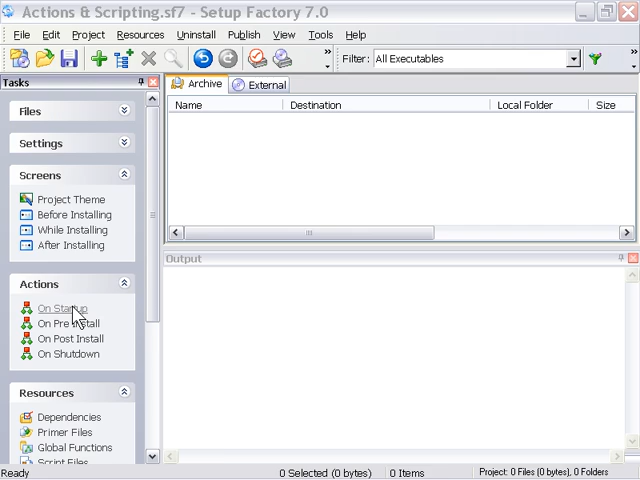 Actions & Scripting.sf7 - Setup Factory 7.0
File Edit Project Resources Uninstall Publish View Tools Help
Filter: All Executables
Tasks
Archive External
Name Destination Local Folder Size
Files
Settings
Screens
Project Theme
Before Installing
While Installing
After Installing
Output
Actions
On Startup
On Pre Install
On Post Install
On Shutdown
Resources
Dependencies
Primer Files
Global Functions
Script Files
Ready 0 Selected (0 bytes) 0 Items Project: 0 Files (0 bytes), 0 Folders